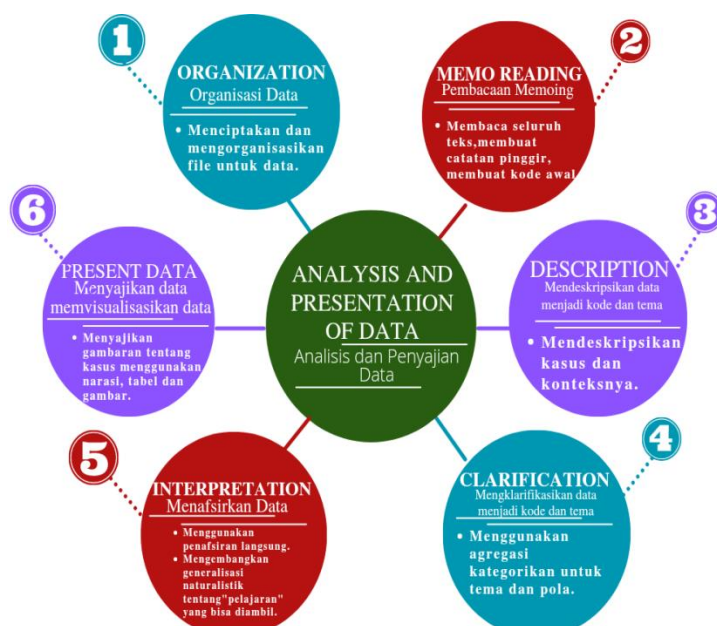 ANALYSIS AND
PRESENTATION
OF DATA
Analisis dan Penyajian
Data
1
ORGANIZATION
Organisasi Data
• Menciptakan dan
mengorganisasikan
file untuk data.
2
MEMO READING
Pembacaan Memoing
• Membaca seluruh
teks,membuat
catatan pinggir,
membuat kode awal
3
DESCRIPTION
Mendeskripsikan data
menjadi kode dan tema
• Mendeskripsikan
kasus dan
konteksnya.
4
CLARIFICATION
Mengklarifikasikan data
menjadi kode dan tema
• Menggunakan
agregasi
kategorikan untuk
tema dan pola.
5
INTERPRETATION
Menafsirkan Data
• Menggunakan
penafsiran langsung.
• Mengembangkan
generalisasi
naturalistik
tentang"pelajaran"
yang bisa diambil.
6
PRESENT DATA
Menyajikan data
memvisualisasikan data
• Menyajikan
gambaran tentang
kasus menggunakan
narasi, tabel dan
gambar.